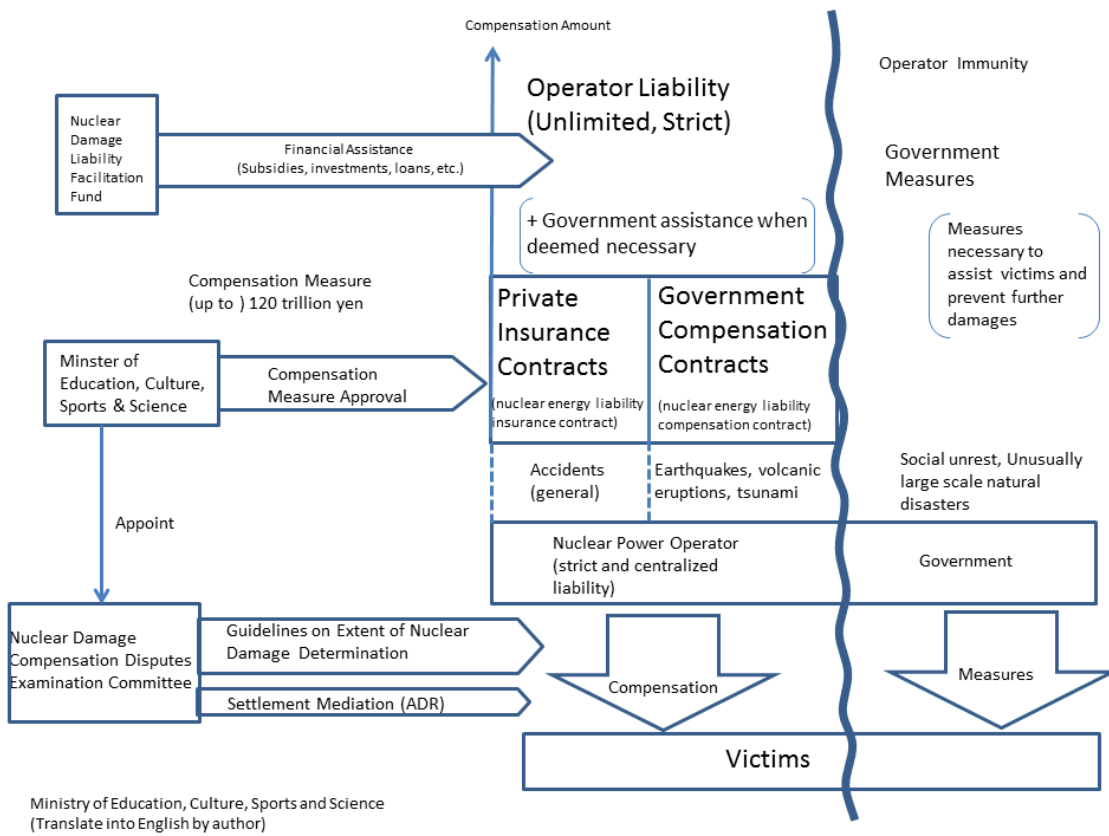 Compensation Amount
Operator Immunity
Operator Liability
(Unlimited, Strict)
Nuclear
Damage
Liability
Facilitation
Fund
Financial Assistance
(Subsidies, investments, loans, etc.)
Government
Measures
+ Government assistance when
deemed necessary
Measures
necessary to
assist victims and
prevent further
damages
Compensation Measure
(up to ) 120 trillion yen
Private
Insurance
Contracts
(nuclear energy liability
insurance contract)
Government
Compensation
Contracts
(nuclear energy liability
compensation contract)
Minster of
Education, Culture,
Sports & Science
Compensation
Measure Approval
Accidents
(general)
Earthquakes, volcanic
eruptions, tsunami
Social unrest, Unusually
large scale natural
disasters
Appoint
Nuclear Power Operator
(strict and centralized
liability)
Government
Nuclear Damage
Compensation Disputes
Examination Committee
Guidelines on Extent of Nuclear
Damage Determination
Settlement Mediation (ADR)
Compensation
Measures
Victims
Ministry of Education, Culture, Sports and Science
(Translate into English by author)